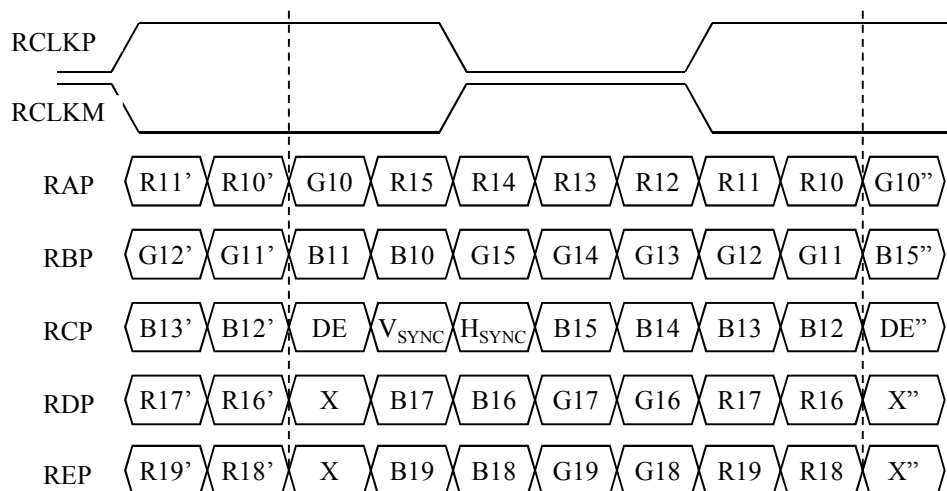 RCLKP
RCLKM
RAP R11’ R10’ G10 R15 R14 R13 R12 R11 R10 G10”
RBP G12’ G11’ B11 B10 G15 G14 G13 G12 G11 B15”
RCP B13’ B12’ DE VSYNC HSYNC B15 B14 B13 B12 DE”
RDP R17’ R16’ X B17 B16 G17 G16 R17 R16 X”
REP R19’ R18’ X B19 B18 G19 G18 R19 R18 X”